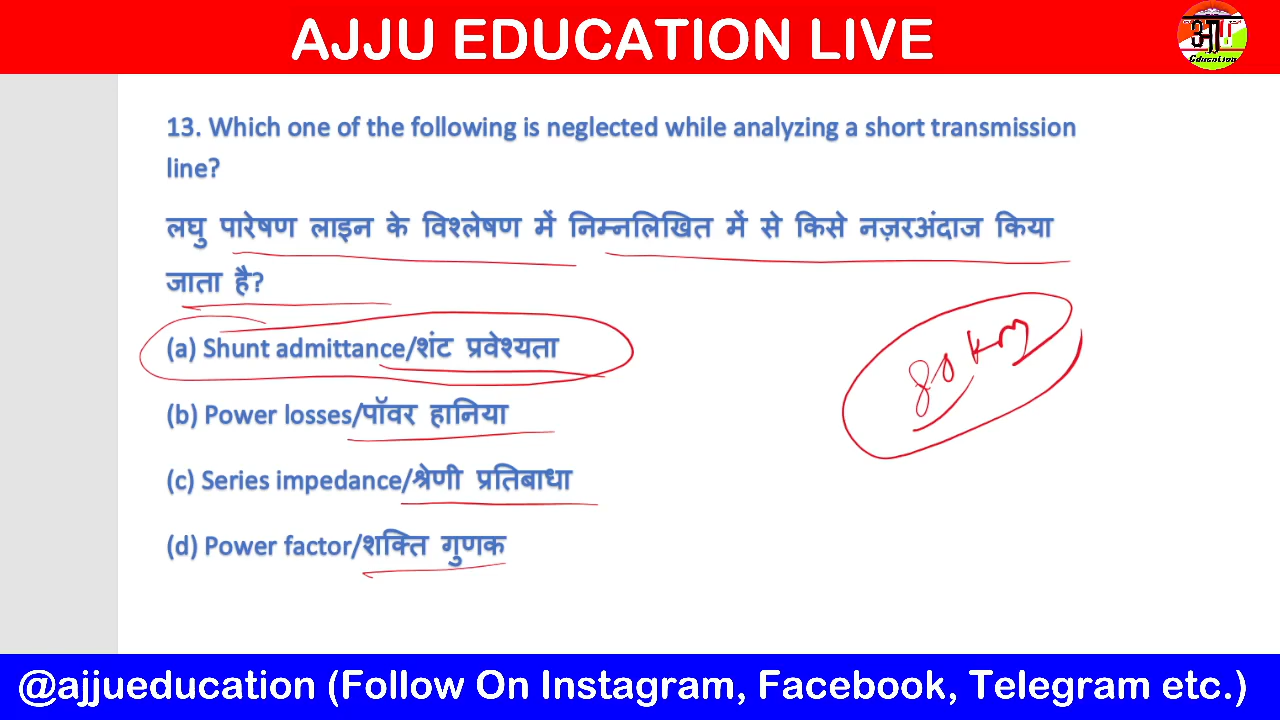 AJJU EDUCATION LIVE
आप
Education
13. Which one of the following is neglected while analyzing a short transmission
line?
लघु पारेषण लाइन के विश्लेषण में निम्नलिखित में से किसे नज़रअंदाज किया
जाता है?
(a) Shunt admittance/शंट प्रवेश्यता
80 km
(b) Power losses/पॉवर हानिया
(c) Series impedance/श्रेणी प्रतिबाधा
(d) Power factor/शक्ति गुणक
@ajjueducation (Follow On Instagram, Facebook, Telegram etc.)